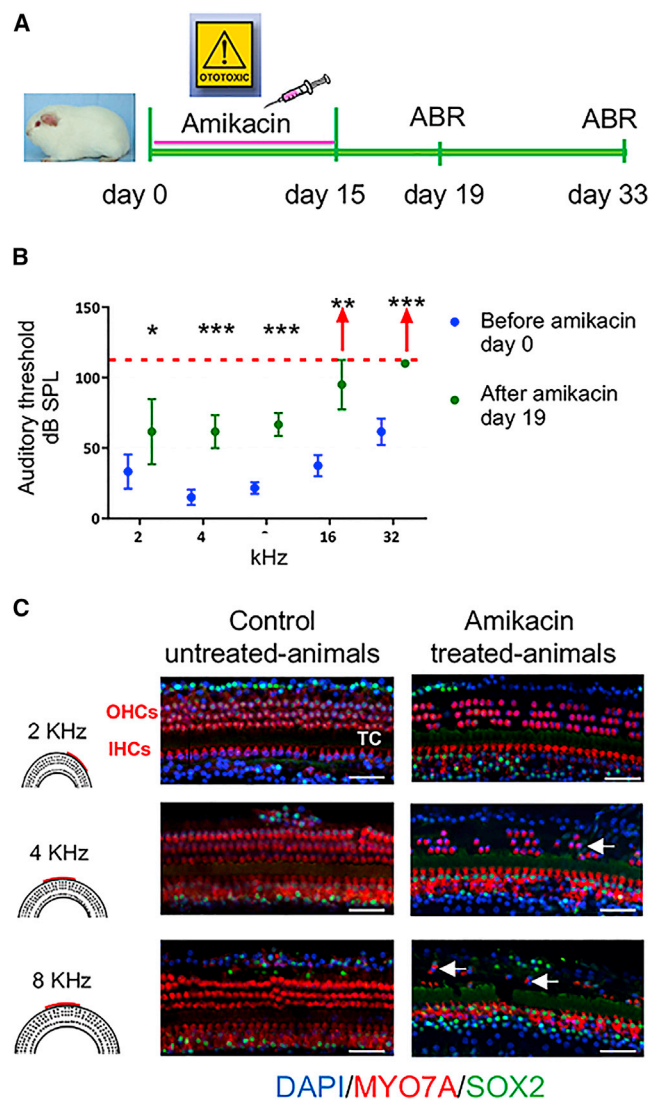 A
OTOTOXIC
Amikacin
ABR
ABR
day 0
day 15
day 19
day 33
B
Auditory threshold
dB SPL
150
100
50
0
* *** *** ** ***
2 4 16 32
kHz
Before amikacin
day 0
After amikacin
day 19
C
Control
untreated-animals
Amikacin
treated-animals
2 KHz
OHCs
IHCs
TC
4 KHz
8 KHz
DAPI/MYO7A/SOX2